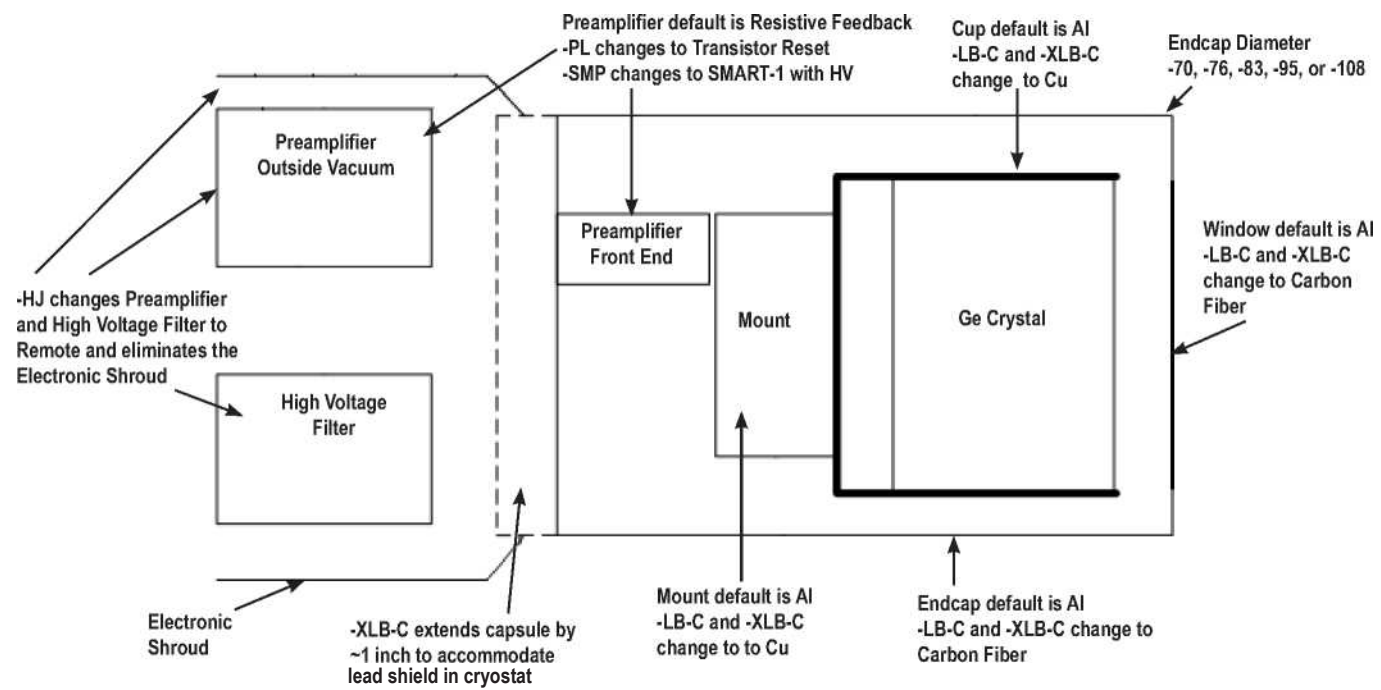 Preamplifier default is Resistive Feedback
-PL changes to Transistor Reset
-SMP changes to SMART-1 with HV
Cup default is Al
-LB-C and -XLB-C
change to Cu
Endcap Diameter
-70, -76, -83, -95, or -108
Preamplifier
Outside Vacuum
Preamplifier
Front End
Mount
Ge Crystal
Window default is Al
-LB-C and -XLB-C
change to Carbon
Fiber
-HJ changes Preamplifier
and High Voltage Filter to
Remote and eliminates the
Electronic Shroud
High Voltage
Filter
Electronic
Shroud
-XLB-C extends capsule by
~1 inch to accommodate
lead shield in cryostat
Mount default is Al
-LB-C and -XLB-C
change to to Cu
Endcap default is Al
-LB-C and -XLB-C change to
Carbon Fiber